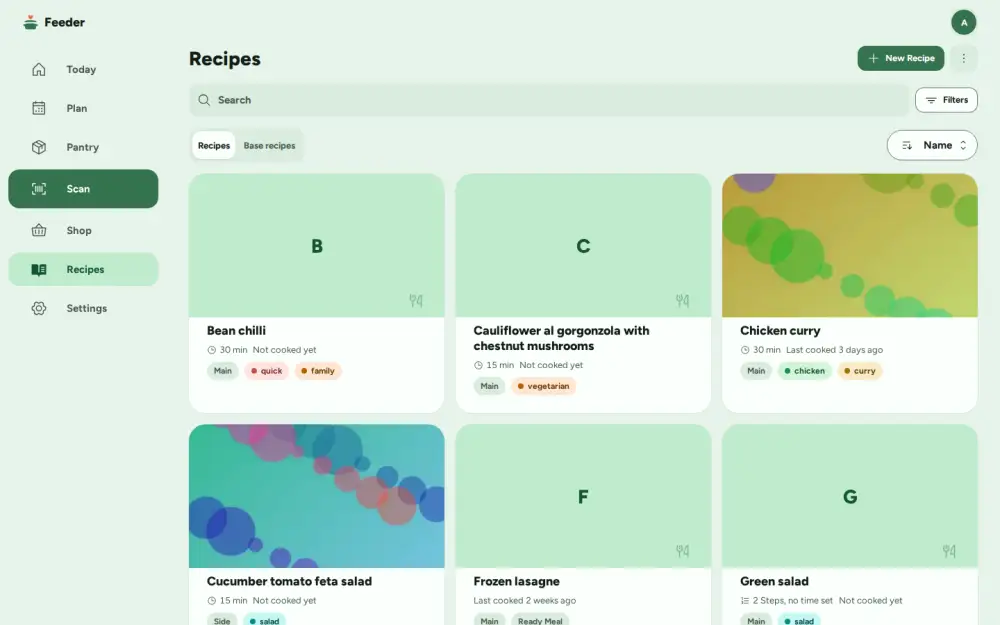 Feeder
A
Today
Plan
Pantry
Scan
Shop
Recipes
Settings
Recipes
New Recipe
Search
Filters
Recipes
Base recipes
Name
B
Bean chilli
30 min Not cooked yet
Main quick family
C
Cauliflower al gorgonzola with
chestnut mushrooms
15 min Not cooked yet
Main vegetarian
Chicken curry
30 min Last cooked 3 days ago
Main chicken curry
Cucumber tomato feta salad
15 min Not cooked yet
Side salad
F
Frozen lasagne
Last cooked 2 weeks ago
Main Ready Meal
G
Green salad
2 Steps, no time set Not cooked yet
Main salad